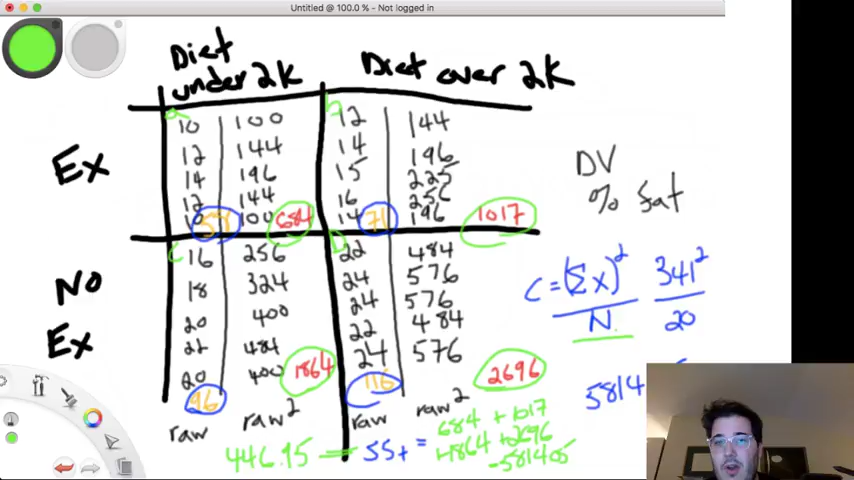 Untitled @ 100.0 % - Not logged in
Diet under 2K
Diet over 2K
Ex
a
b
10 100 12 144
12 144 14 196
14 196 15 225
12 144 16 256
10 100 14 196
58 684 71 1017
No Ex
c
D
16 256 22 484
18 324 24 576
20 400 24 576
22 484 22 484
20 400 24 576
96 1864 116 2696
raw raw² raw raw²
DV
% fat
C = (Σx)² 341²
N 20
5814
446.95 = SSt = 684 + 1017
+1864 +2696
-5814.05